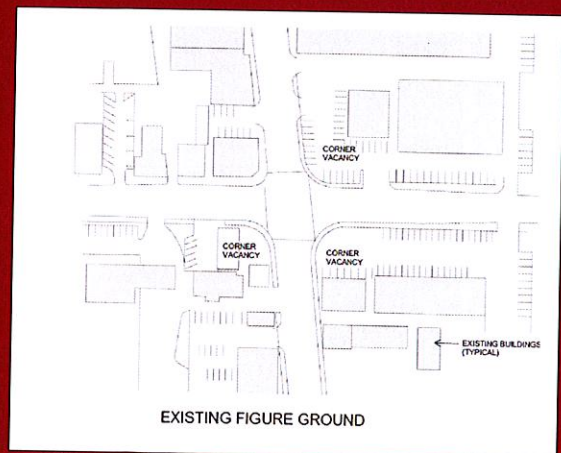 CORNER
VACANCY
CORNER
VACANCY
CORNER
VACANCY
EXISTING BUILDINGS
(TYPICAL)
EXISTING FIGURE GROUND